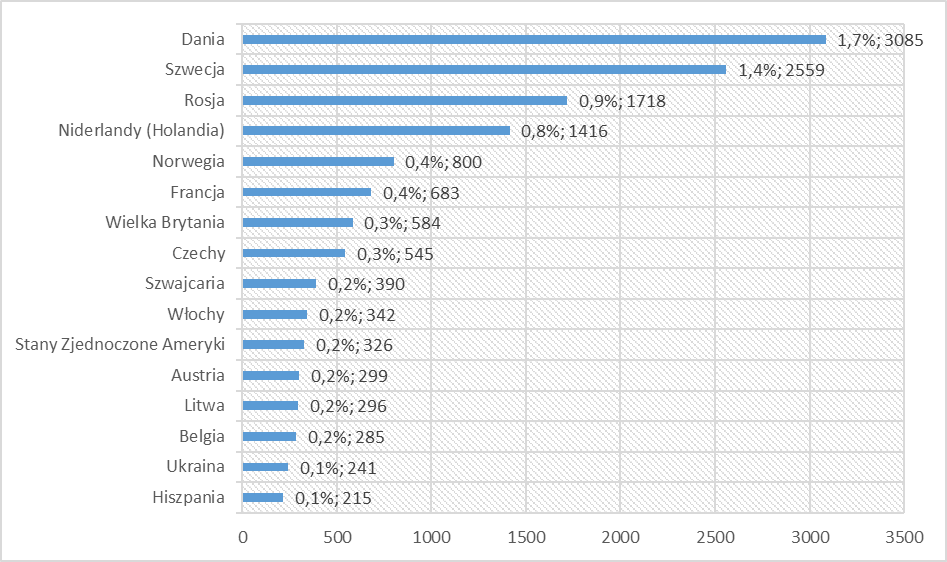 Dania 1,7%; 3085
Szwecja 1,4%; 2559
Rosja 0,9%; 1718
Niderlandy (Holandia) 0,8%; 1416
Norwegia 0,4%; 800
Francja 0,4%; 683
Wielka Brytania 0,3%; 584
Czechy 0,3%; 545
Szwajcaria 0,2%; 390
Włochy 0,2%; 342
Stany Zjednoczone Ameryki 0,2%; 326
Austria 0,2%; 299
Litwa 0,2%; 296
Belgia 0,2%; 285
Ukraina 0,1%; 241
Hiszpania 0,1%; 215
0 500 1000 1500 2000 2500 3000 3500